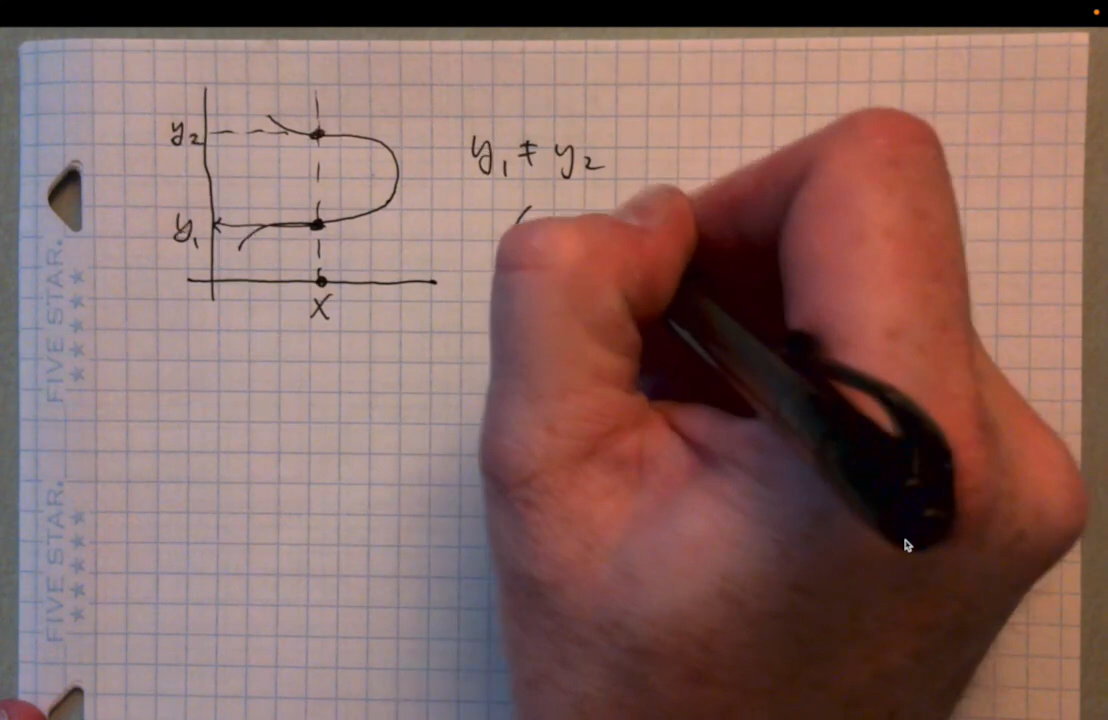 y₂
y₁ ≠ y₂
y₁
X
FIVE STAR.
FIVE STAR.